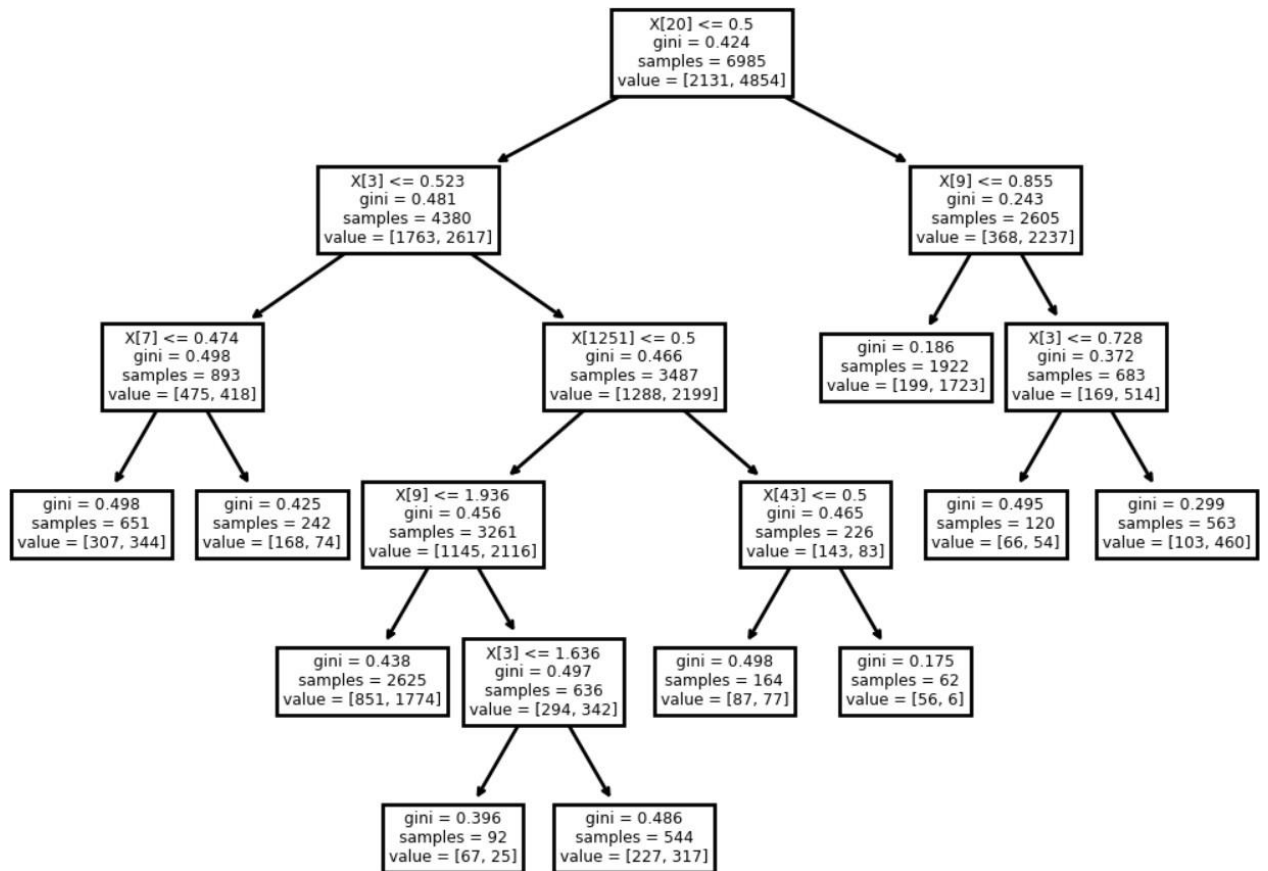 X[20] <= 0.5
gini = 0.424
samples = 6985
value = [2131, 4854]
X[3] <= 0.523
gini = 0.481
samples = 4380
value = [1763, 2617]
X[9] <= 0.855
gini = 0.243
samples = 2605
value = [368, 2237]
X[7] <= 0.474
gini = 0.498
samples = 893
value = [475, 418]
X[1251] <= 0.5
gini = 0.466
samples = 3487
value = [1288, 2199]
gini = 0.186
samples = 1922
value = [199, 1723]
X[3] <= 0.728
gini = 0.372
samples = 683
value = [169, 514]
gini = 0.498
samples = 651
value = [307, 344]
gini = 0.425
samples = 242
value = [168, 74]
X[9] <= 1.936
gini = 0.456
samples = 3261
value = [1145, 2116]
X[43] <= 0.5
gini = 0.465
samples = 226
value = [143, 83]
gini = 0.495
samples = 120
value = [66, 54]
gini = 0.299
samples = 563
value = [103, 460]
gini = 0.438
samples = 2625
value = [851, 1774]
X[3] <= 1.636
gini = 0.497
samples = 636
value = [294, 342]
gini = 0.498
samples = 164
value = [87, 77]
gini = 0.175
samples = 62
value = [56, 6]
gini = 0.396
samples = 92
value = [67, 25]
gini = 0.486
samples = 544
value = [227, 317]